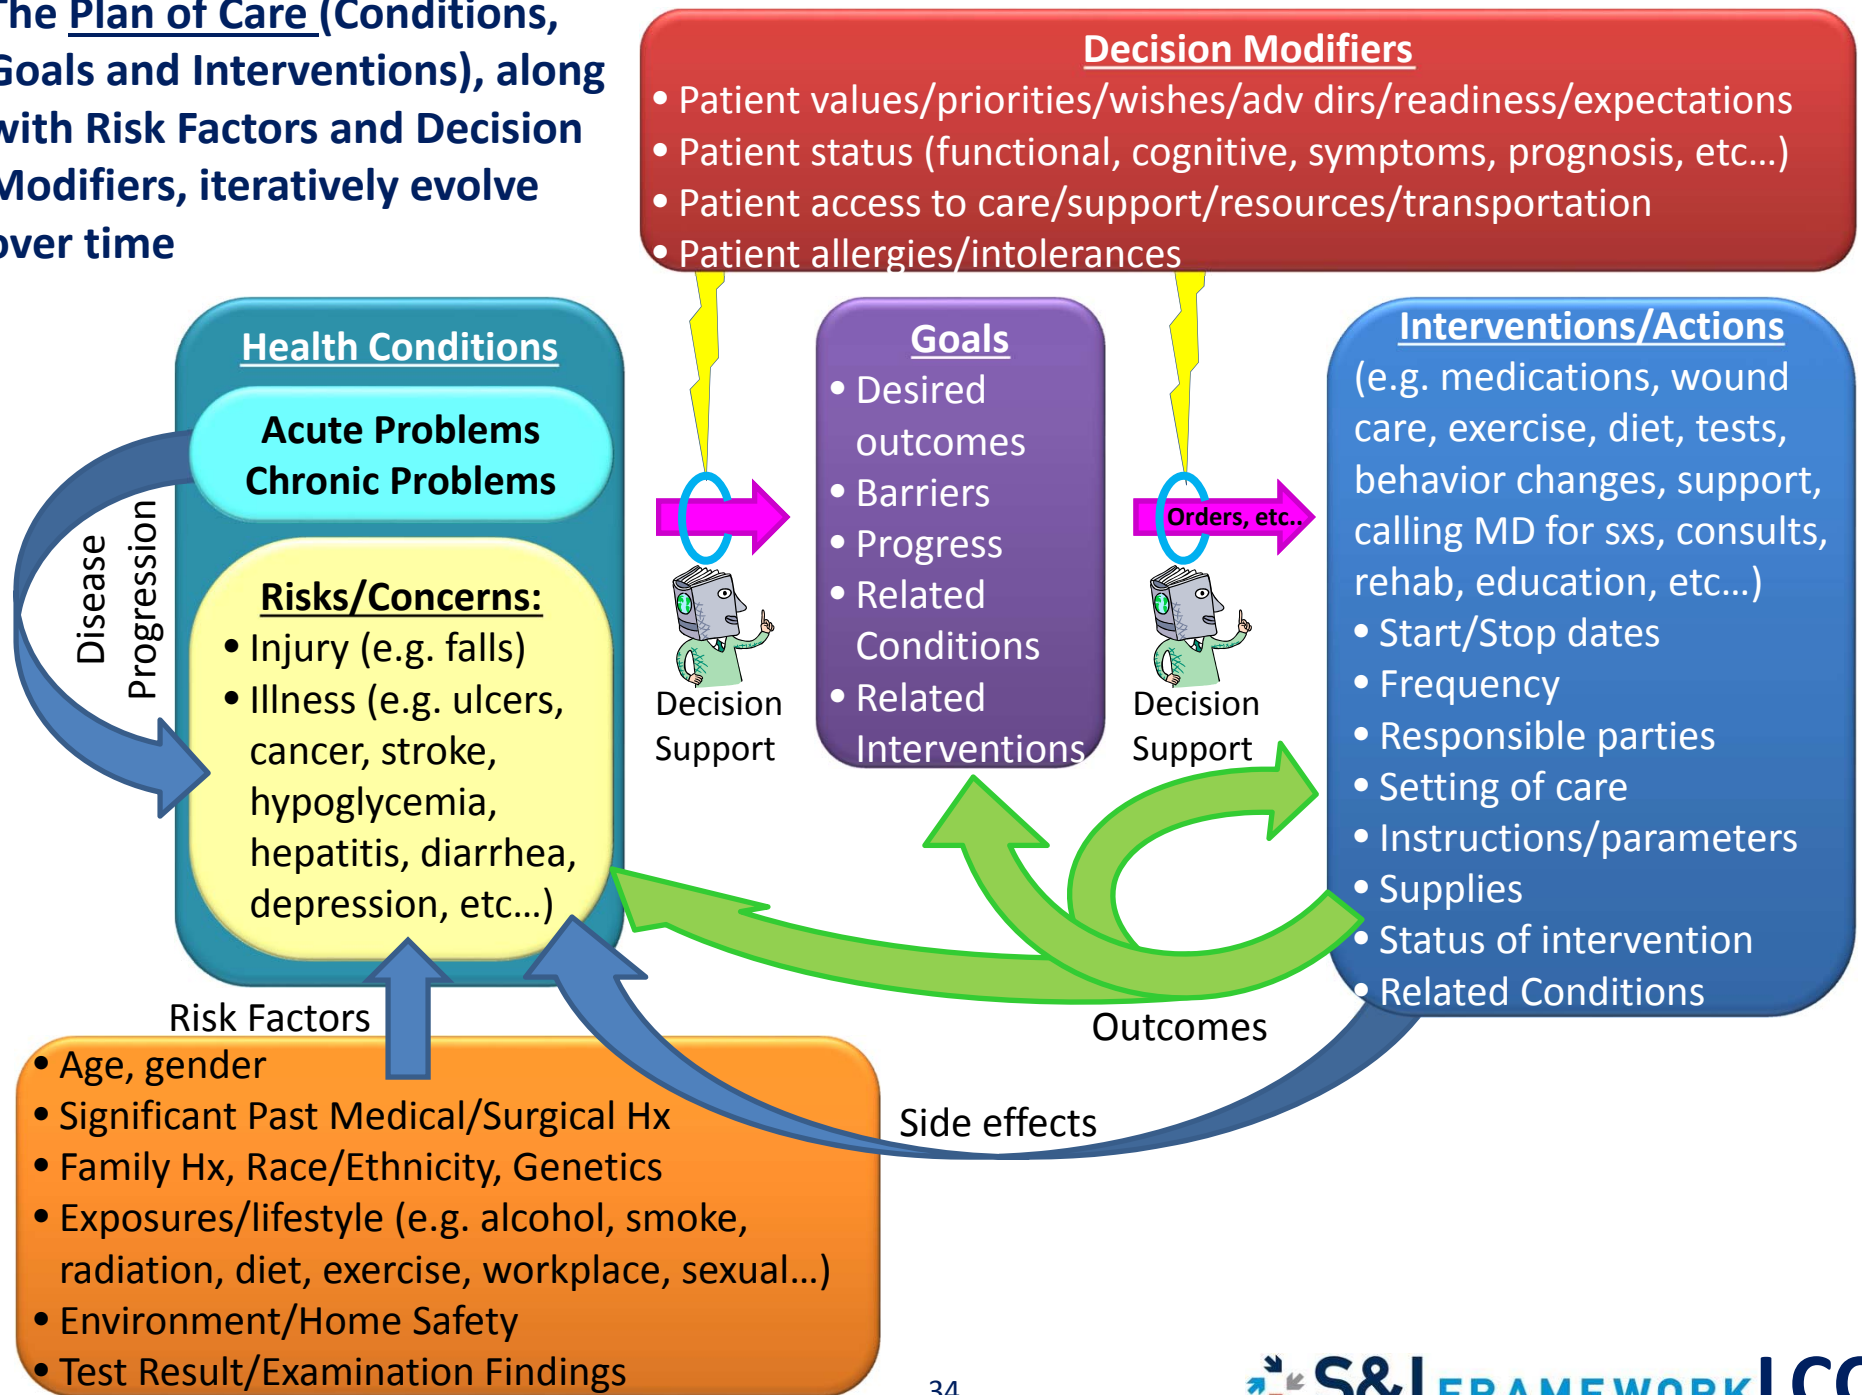 The Plan of Care (Conditions,
Goals and Interventions), along
with Risk Factors and Decision
Modifiers, iteratively evolve
over time
Decision Modifiers
• Patient values/priorities/wishes/adv dirs/readiness/expectations
• Patient status (functional, cognitive, symptoms, prognosis, etc…)
• Patient access to care/support/resources/transportation
• Patient allergies/intolerances
Health Conditions
Acute Problems
Chronic Problems
Disease
Progression
Risks/Concerns:
• Injury (e.g. falls)
• Illness (e.g. ulcers,
cancer, stroke,
hypoglycemia,
hepatitis, diarrhea,
depression, etc…)
Decision
Support
Goals
• Desired
outcomes
• Barriers
• Progress
• Related
Conditions
• Related
Interventions
Orders, etc..
Decision
Support
Interventions/Actions
(e.g. medications, wound
care, exercise, diet, tests,
behavior changes, support,
calling MD for sxs, consults,
rehab, education, etc…)
• Start/Stop dates
• Frequency
• Responsible parties
• Setting of care
• Instructions/parameters
• Supplies
• Status of intervention
• Related Conditions
Risk Factors
Outcomes
Side effects
• Age, gender
• Significant Past Medical/Surgical Hx
• Family Hx, Race/Ethnicity, Genetics
• Exposures/lifestyle (e.g. alcohol, smoke,
radiation, diet, exercise, workplace, sexual…)
• Environment/Home Safety
• Test Result/Examination Findings
34
S&I FRAMEWORK LCC